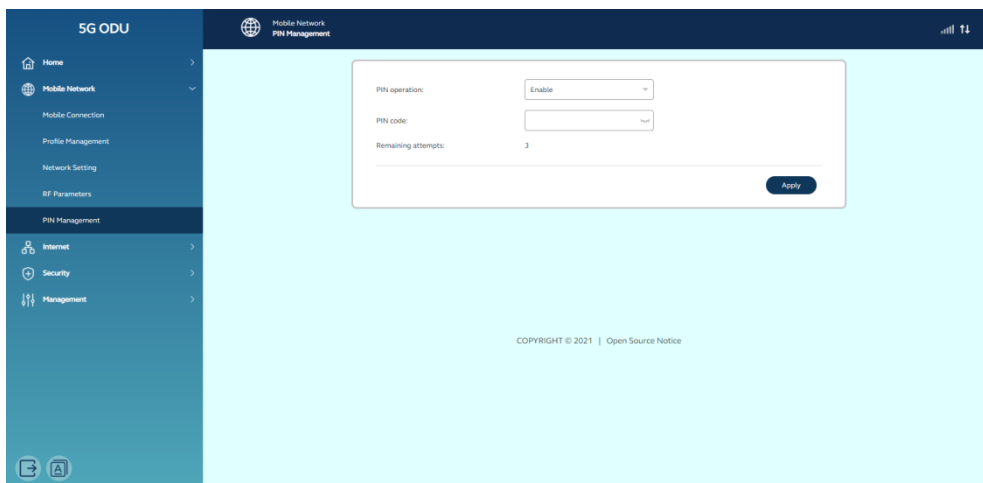 5G ODU
Mobile Network
PIN Management
Home
Mobile Network
Mobile Connection
Profile Management
Network Setting
RF Parameters
PIN Management
Internet
Security
Management
PIN operation: Enable
PIN code:
Remaining attempts: 3
Apply
COPYRIGHT © 2021 | Open Source Notice
A